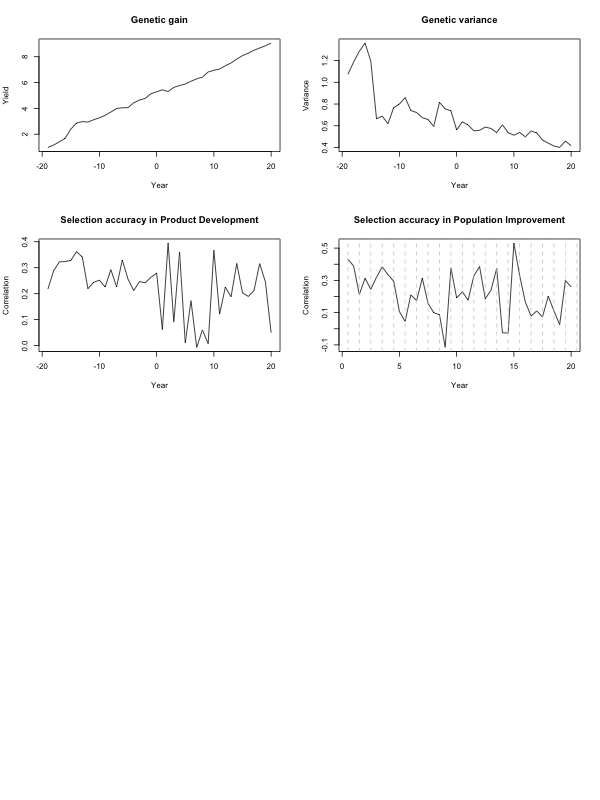 Genetic gain
Yield
8
6
4
2
-20 -10 0 10 20
Year
Genetic variance
Variance
1.2
1.0
0.8
0.6
0.4
-20 -10 0 10 20
Year
Selection accuracy in Product Development
Correlation
0.4
0.3
0.2
0.1
0.0
-20 -10 0 10 20
Year
Selection accuracy in Population Improvement
Correlation
0.5
0.3
0.1
-0.1
0 5 10 15 20
Year